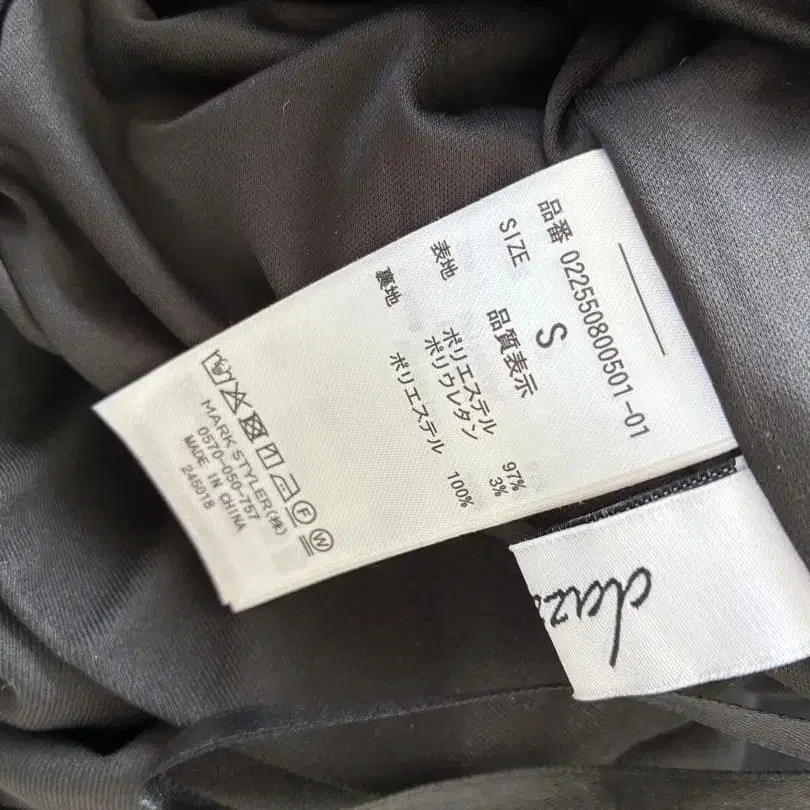 品番 022550800501-01
SIZE S
品質表示
表地 ポリエステル 97%
ポリウレタン 3%
裏地 ポリエステル 100%
MARK STYLER(株)
0570-050-757
MADE IN CHINA
245018
daz